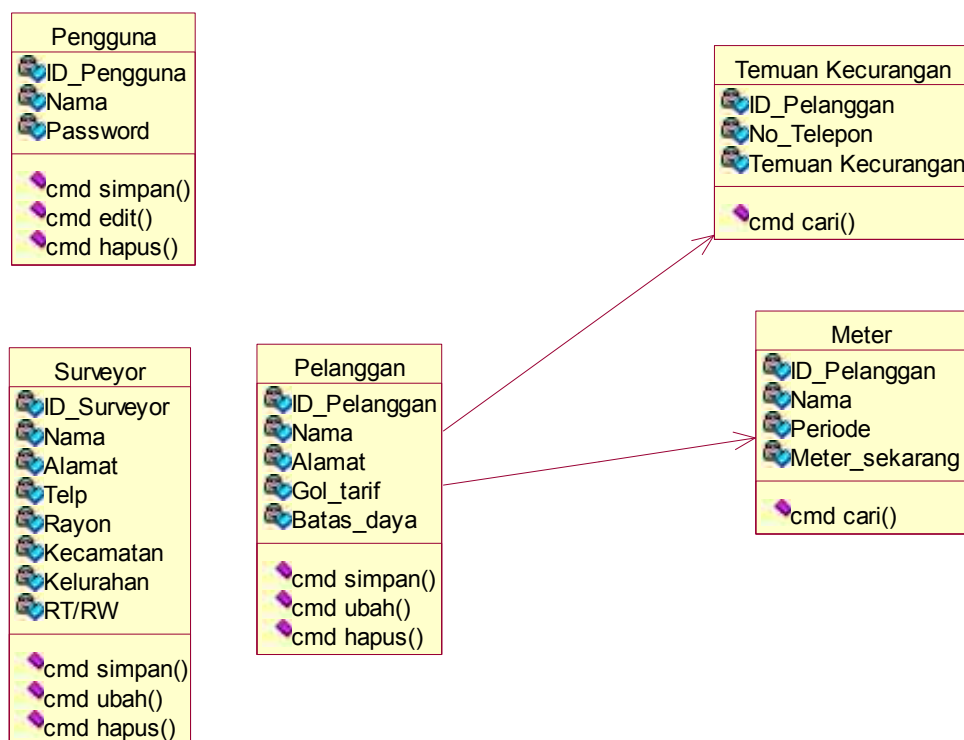 Pengguna
ID_Pengguna
Nama
Password
cmd simpan()
cmd edit()
cmd hapus()
Temuan Kecurangan
ID_Pelanggan
No_Telepon
Temuan Kecurangan
cmd cari()
Surveyor
ID_Surveyor
Nama
Alamat
Telp
Rayon
Kecamatan
Kelurahan
RT/RW
cmd simpan()
cmd ubah()
cmd hapus()
Pelanggan
ID_Pelanggan
Nama
Alamat
Gol_tarif
Batas_daya
cmd simpan()
cmd ubah()
cmd hapus()
Meter
ID_Pelanggan
Nama
Periode
Meter_sekarang
cmd cari()